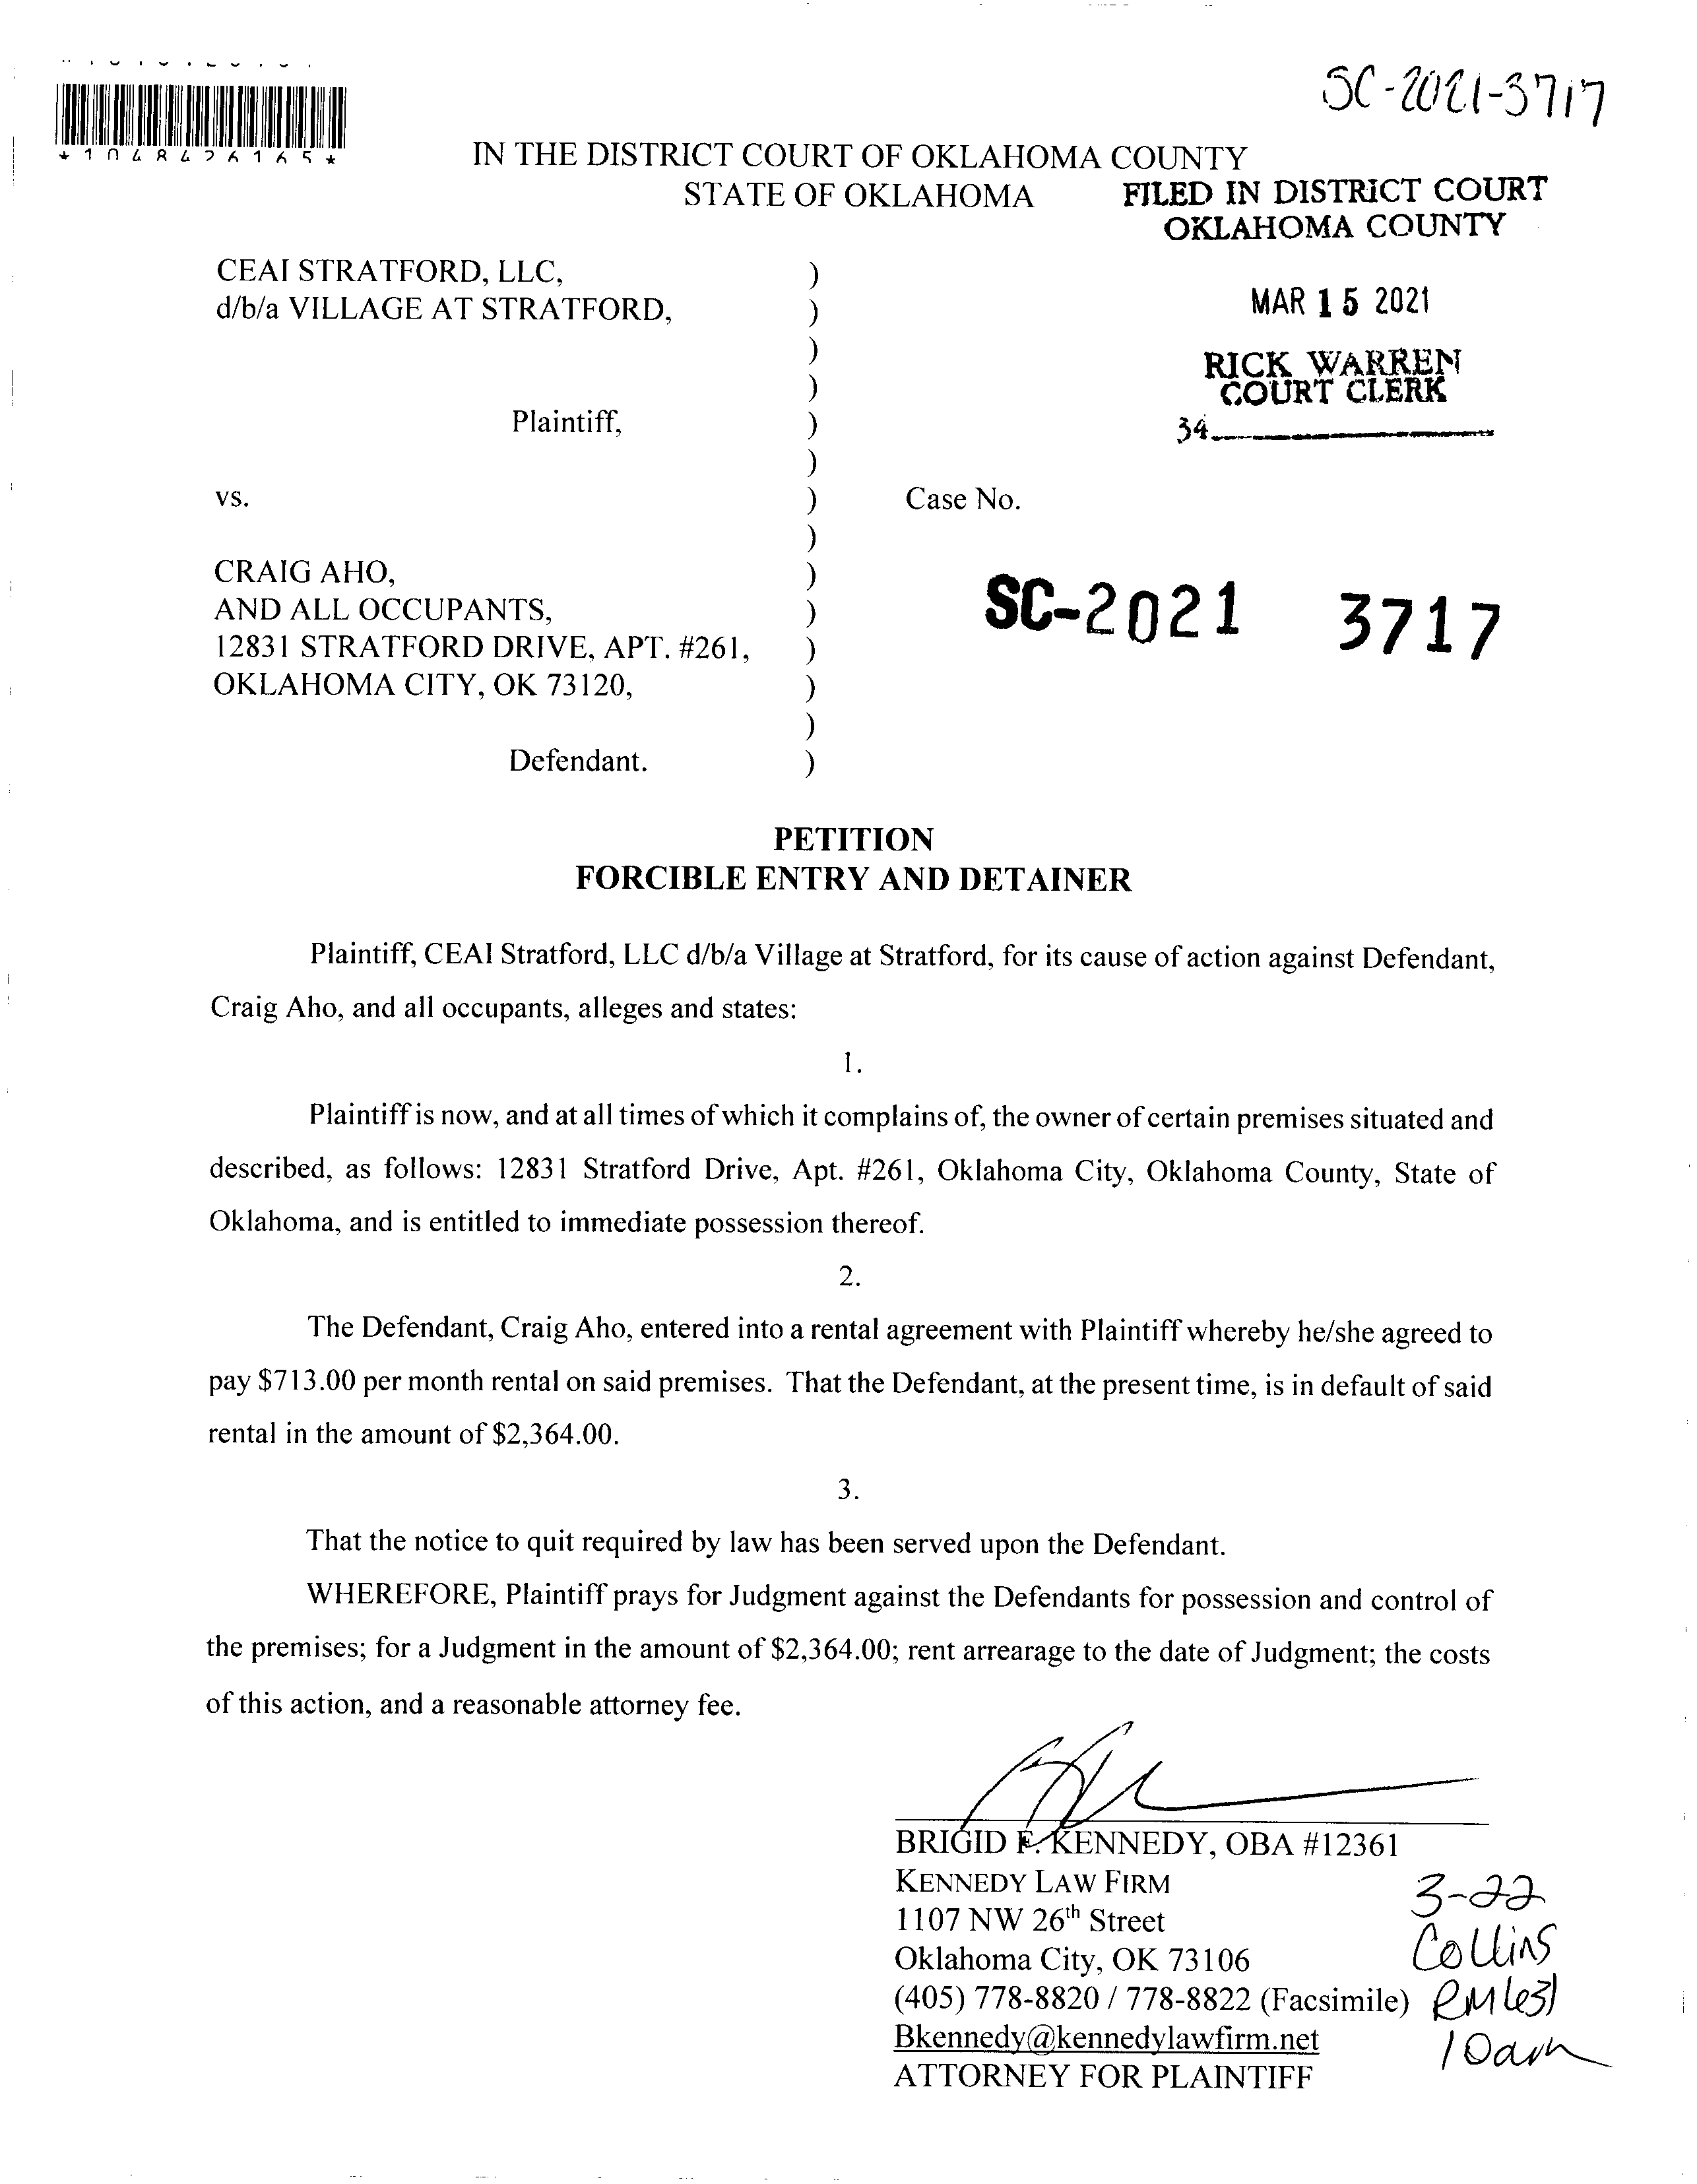 SC-2021-3717
*1048426165*
IN THE DISTRICT COURT OF OKLAHOMA COUNTY
STATE OF OKLAHOMA
FILED IN DISTRICT COURT
OKLAHOMA COUNTY
CEAI STRATFORD, LLC, )
d/b/a VILLAGE AT STRATFORD, )
MAR 15 2021
)
RICK WARREN
COURT CLERK
)
Plaintiff, )
34
)
vs. ) Case No.
)
CRAIG AHO, )
SC-2021 3717
AND ALL OCCUPANTS, )
12831 STRATFORD DRIVE, APT. #261, )
OKLAHOMA CITY, OK 73120, )
)
Defendant. )
PETITION
FORCIBLE ENTRY AND DETAINER
Plaintiff, CEAI Stratford, LLC d/b/a Village at Stratford, for its cause of action against Defendant,
Craig Aho, and all occupants, alleges and states:
1.
Plaintiff is now, and at all times of which it complains of, the owner of certain premises situated and
described, as follows: 12831 Stratford Drive, Apt. #261, Oklahoma City, Oklahoma County, State of
Oklahoma, and is entitled to immediate possession thereof.
2.
The Defendant, Craig Aho, entered into a rental agreement with Plaintiff whereby he/she agreed to
pay $713.00 per month rental on said premises. That the Defendant, at the present time, is in default of said
rental in the amount of $2,364.00.
3.
That the notice to quit required by law has been served upon the Defendant.
WHEREFORE, Plaintiff prays for Judgment against the Defendants for possession and control of
the premises; for a Judgment in the amount of $2,364.00; rent arrearage to the date of Judgment; the costs
of this action, and a reasonable attorney fee.
BRIGID F. KENNEDY, OBA #12361
KENNEDY LAW FIRM
1107 NW 26th Street
Oklahoma City, OK 73106
(405) 778-8820 / 778-8822 (Facsimile)
Bkennedy@kennedylawfirm.net
ATTORNEY FOR PLAINTIFF
3-22
Collins
RM 631
10am